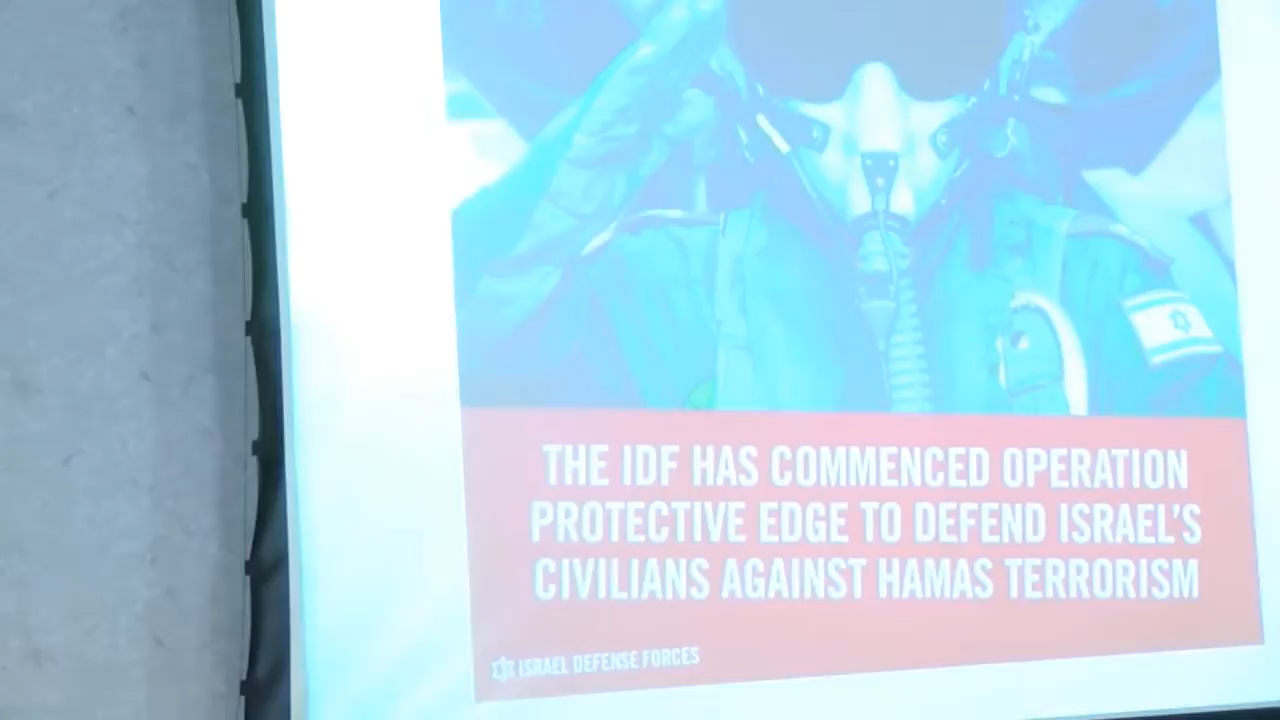 THE IDF HAS COMMENCED OPERATION
PROTECTIVE EDGE TO DEFEND ISRAEL'S
CIVILIANS AGAINST HAMAS TERRORISM
ISRAEL DEFENSE FORCES